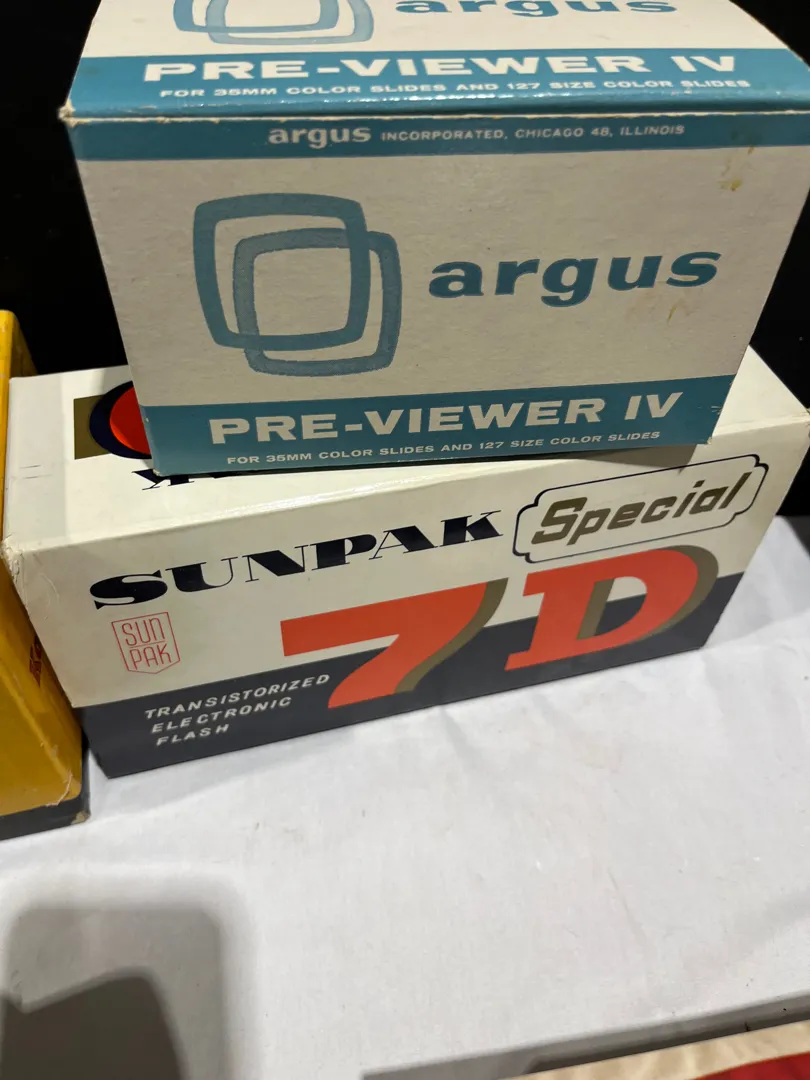 argus
PRE-VIEWER IV
FOR 35MM COLOR SLIDES AND 127 SIZE COLOR SLIDES
argus INCORPORATED, CHICAGO 48, ILLINOIS
argus
PRE-VIEWER IV
FOR 35MM COLOR SLIDES AND 127 SIZE COLOR SLIDES
SUNPAK Special
SUN
PAK
7D
TRANSISTORIZED
ELECTRONIC
FLASH